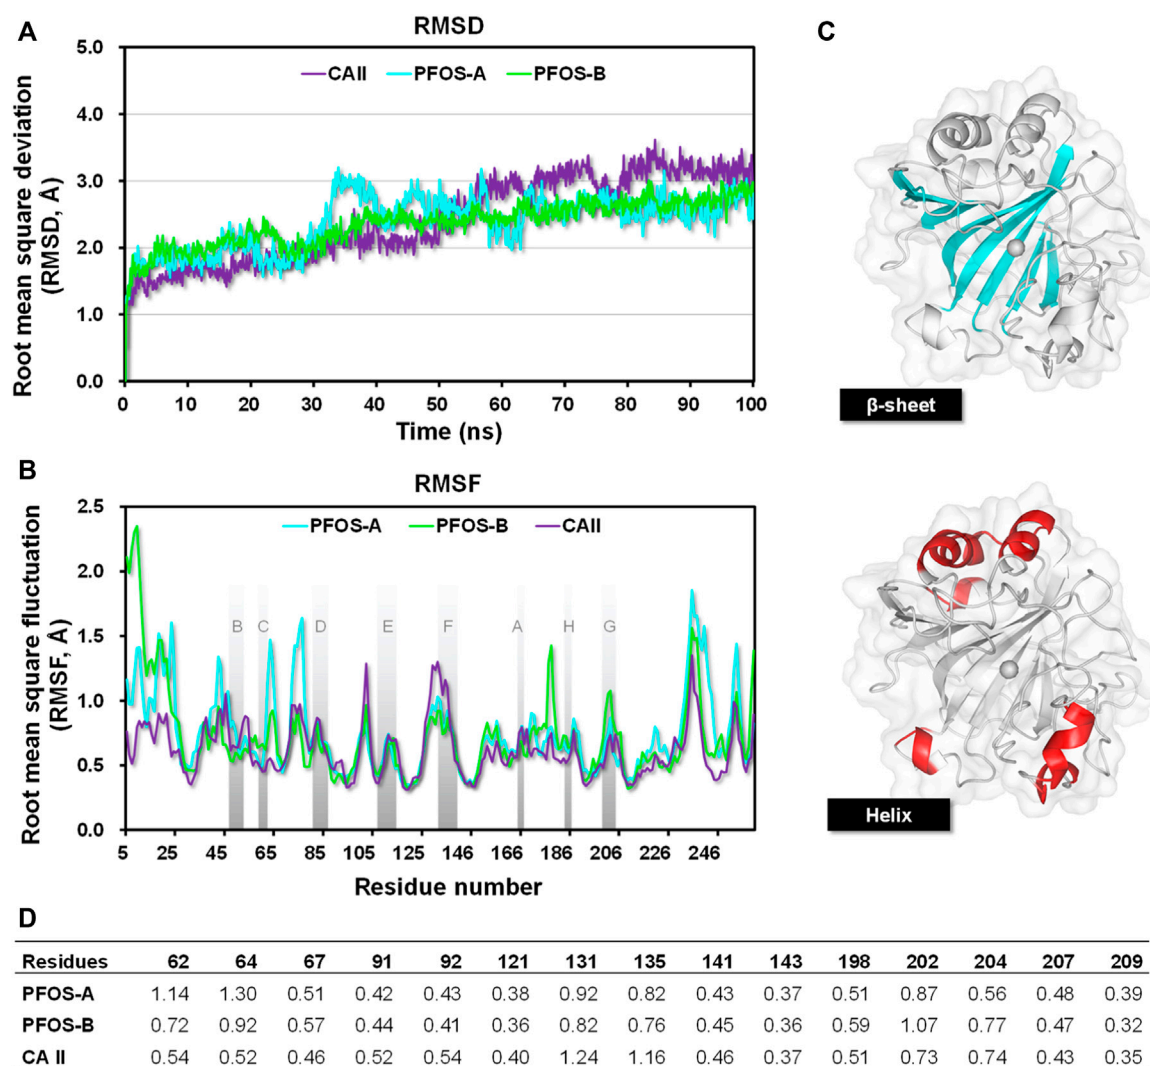 A
RMSD
Root mean square deviation
(RMSD, Å)
5.0
4.0
3.0
2.0
1.0
0.0
CAII PFOS-A PFOS-B
0 10 20 30 40 50 60 70 80 90 100
Time (ns)
B
RMSF
Root mean square fluctuation
(RMSF, Å)
2.5
2.0
1.5
1.0
0.5
0.0
PFOS-A PFOS-B CAII
B C D E F A H G
5 25 45 65 85 105 125 146 166 186 206 226 246
Residue number
C
β-sheet
Helix
D
Residues 62 64 67 91 92 121 131 135 141 143 198 202 204 207 209
PFOS-A 1.14 1.30 0.51 0.42 0.43 0.38 0.92 0.82 0.43 0.37 0.51 0.87 0.56 0.48 0.39
PFOS-B 0.72 0.92 0.57 0.44 0.41 0.36 0.82 0.76 0.45 0.36 0.59 1.07 0.77 0.47 0.32
CA II 0.54 0.52 0.46 0.52 0.54 0.40 1.24 1.16 0.46 0.37 0.51 0.73 0.74 0.43 0.35